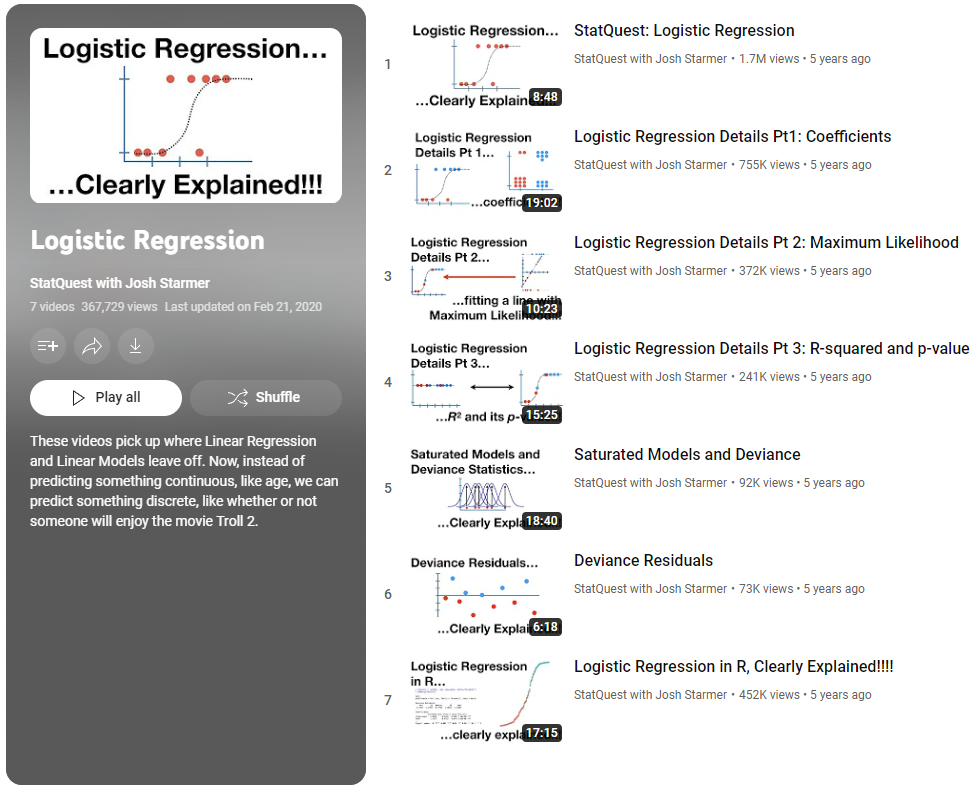 Logistic Regression...
...Clearly Explained!!!
Logistic Regression
StatQuest with Josh Starmer
7 videos 367,729 views Last updated on Feb 21, 2020
Play all
Shuffle
These videos pick up where Linear Regression
and Linear Models leave off. Now, instead of
predicting something continuous, like age, we can
predict something discrete, like whether or not
someone will enjoy the movie Troll 2.
1
Logistic Regression...
...Clearly Explain
8:48
StatQuest: Logistic Regression
StatQuest with Josh Starmer • 1.7M views • 5 years ago
2
Logistic Regression
Details Pt 1...
...coeffic
19:02
Logistic Regression Details Pt1: Coefficients
StatQuest with Josh Starmer • 755K views • 5 years ago
3
Logistic Regression
Details Pt 2...
...fitting a line with
Maximum Likelihood...
10:23
Logistic Regression Details Pt 2: Maximum Likelihood
StatQuest with Josh Starmer • 372K views • 5 years ago
4
Logistic Regression
Details Pt 3...
...R² and its p-v
15:25
Logistic Regression Details Pt 3: R-squared and p-value
StatQuest with Josh Starmer • 241K views • 5 years ago
5
Saturated Models and
Deviance Statistics...
...Clearly Expla
18:40
Saturated Models and Deviance
StatQuest with Josh Starmer • 92K views • 5 years ago
6
Deviance Residuals...
...Clearly Explai
6:18
Deviance Residuals
StatQuest with Josh Starmer • 73K views • 5 years ago
7
Logistic Regression
in R...
...clearly expla
17:15
Logistic Regression in R, Clearly Explained!!!!
StatQuest with Josh Starmer • 452K views • 5 years ago